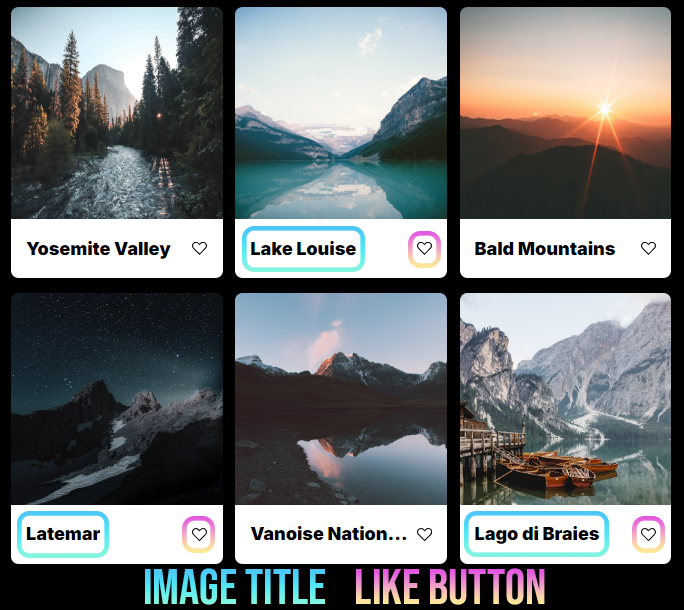 Yosemite Valley
Lake Louise
Bald Mountains
Latemar
Vanoise Nation...
Lago di Braies
IMAGE TITLE LIKE BUTTON